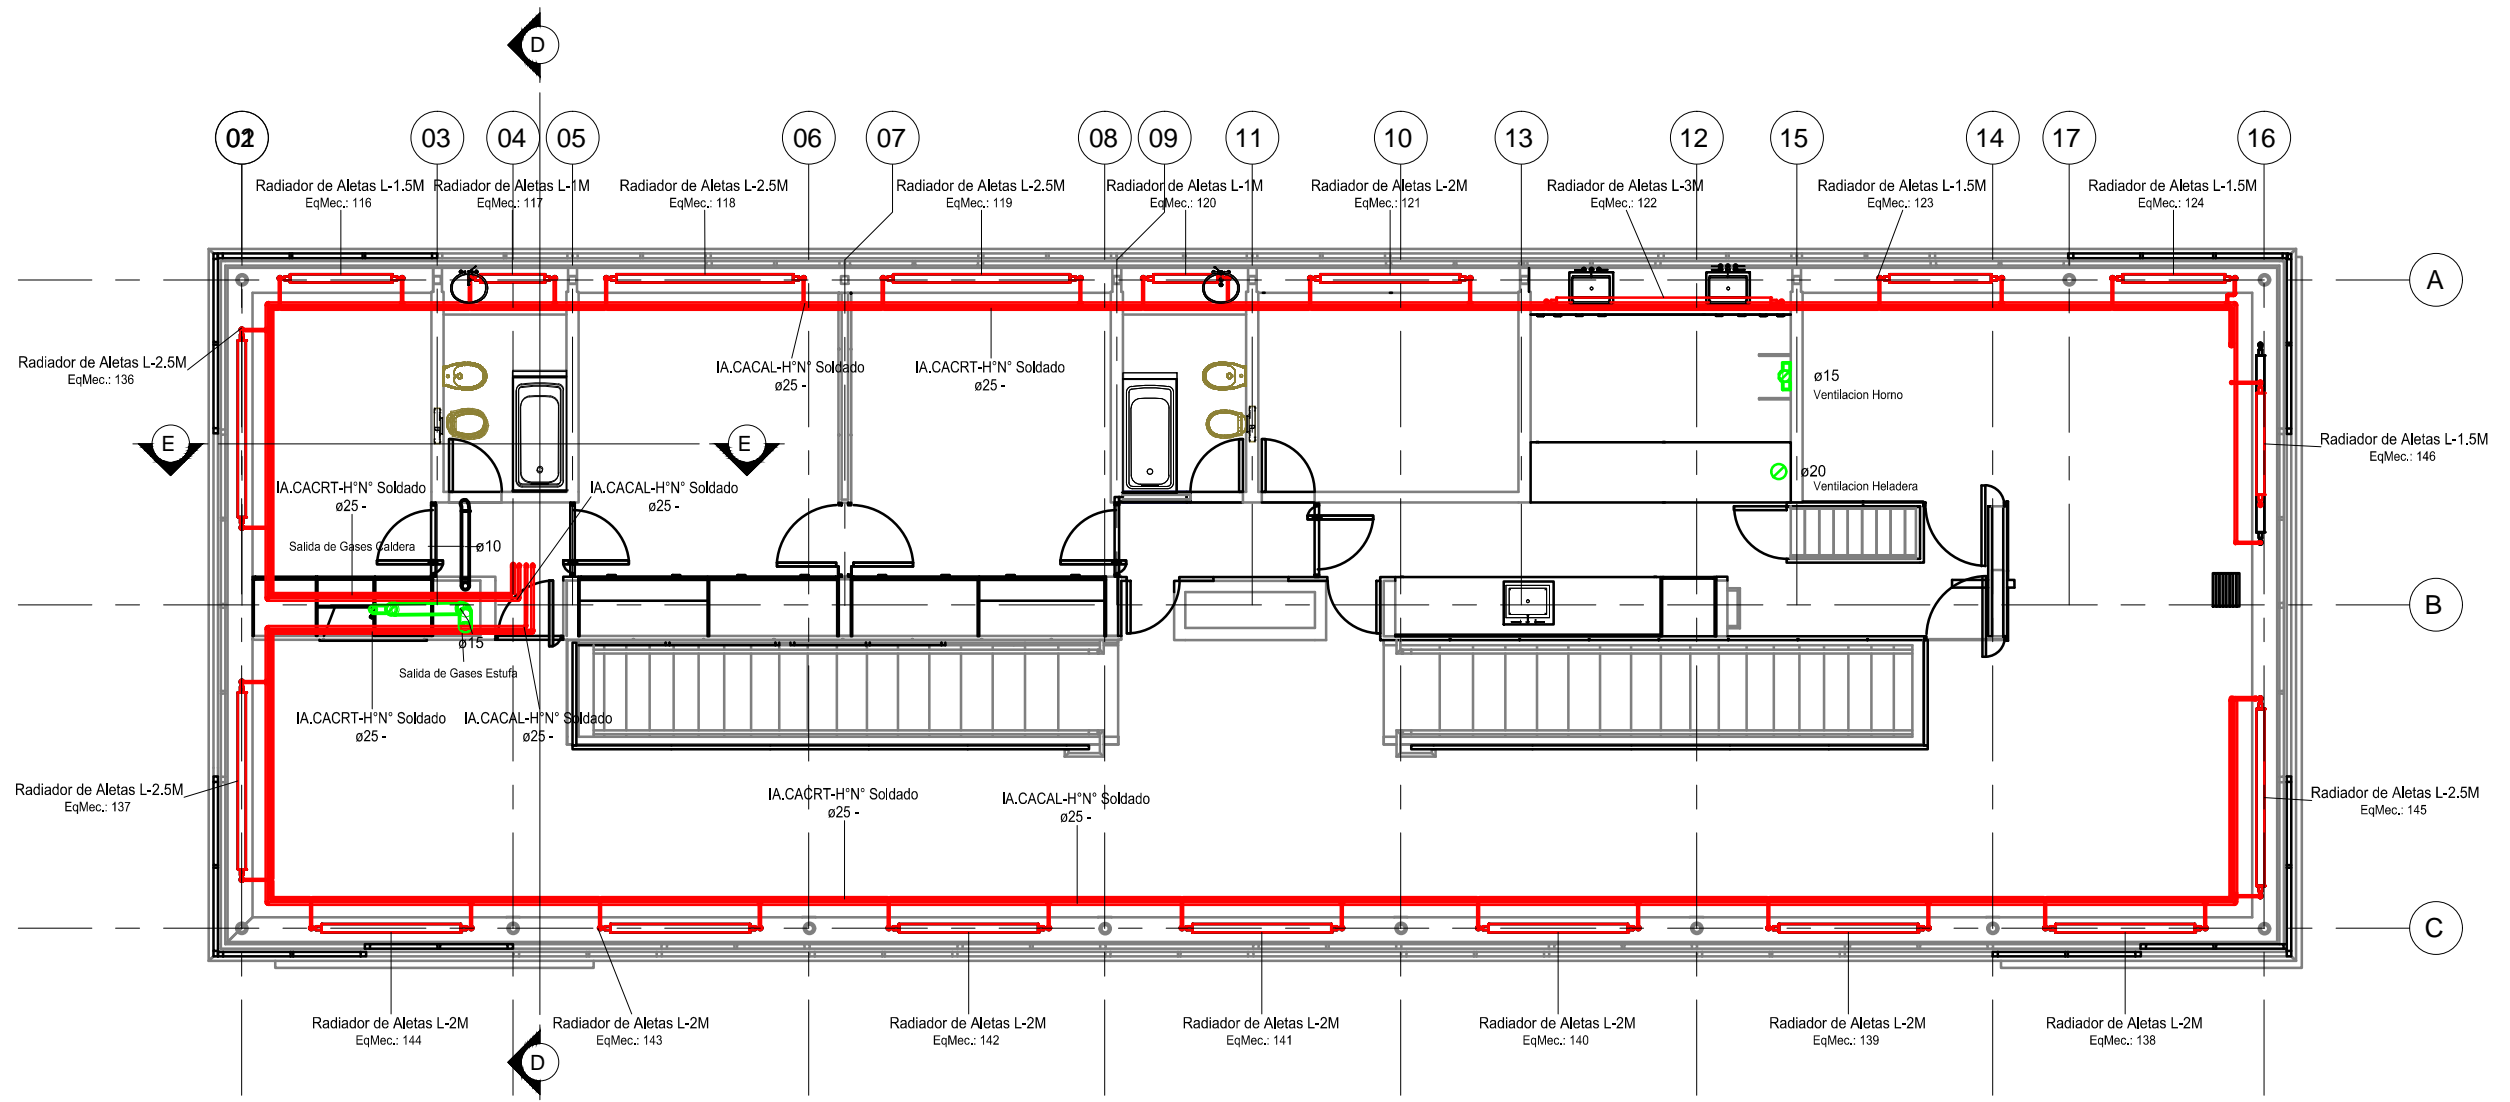 D
01
02
03
04
05
06
07
08
09
11
10
13
12
15
14
17
16
Radiador de Aletas L-1.5M
EqMec.: 116
Radiador de Aletas L-1M
EqMec.: 117
Radiador de Aletas L-2.5M
EqMec.: 118
Radiador de Aletas L-2.5M
EqMec.: 119
Radiador de Aletas L-1M
EqMec.: 120
Radiador de Aletas L-2M
EqMec.: 121
Radiador de Aletas L-3M
EqMec.: 122
Radiador de Aletas L-1.5M
EqMec.: 123
Radiador de Aletas L-1.5M
EqMec.: 124
A
Radiador de Aletas L-2.5M
EqMec.: 136
IA.CACAL-H°N° Soldado
ø25 -
IA.CACRT-H°N° Soldado
ø25 -
ø15
Ventilacion Horno
E
E
Radiador de Aletas L-1.5M
EqMec.: 146
ø20
Ventilacion Heladera
IA.CACRT-H°N° Soldado
ø25 -
IA.CACAL-H°N° Soldado
ø25 -
Salida de Gases Caldera
ø10
B
ø15
Salida de Gases Estufa
IA.CACRT-H°N° Soldado
ø25 -
IA.CACAL-H°N° Soldado
ø25 -
Radiador de Aletas L-2.5M
EqMec.: 137
IA.CACRT-H°N° Soldado
ø25 -
IA.CACAL-H°N° Soldado
ø25 -
Radiador de Aletas L-2.5M
EqMec.: 145
C
Radiador de Aletas L-2M
EqMec.: 144
Radiador de Aletas L-2M
EqMec.: 143
Radiador de Aletas L-2M
EqMec.: 142
Radiador de Aletas L-2M
EqMec.: 141
Radiador de Aletas L-2M
EqMec.: 140
Radiador de Aletas L-2M
EqMec.: 139
Radiador de Aletas L-2M
EqMec.: 138
D